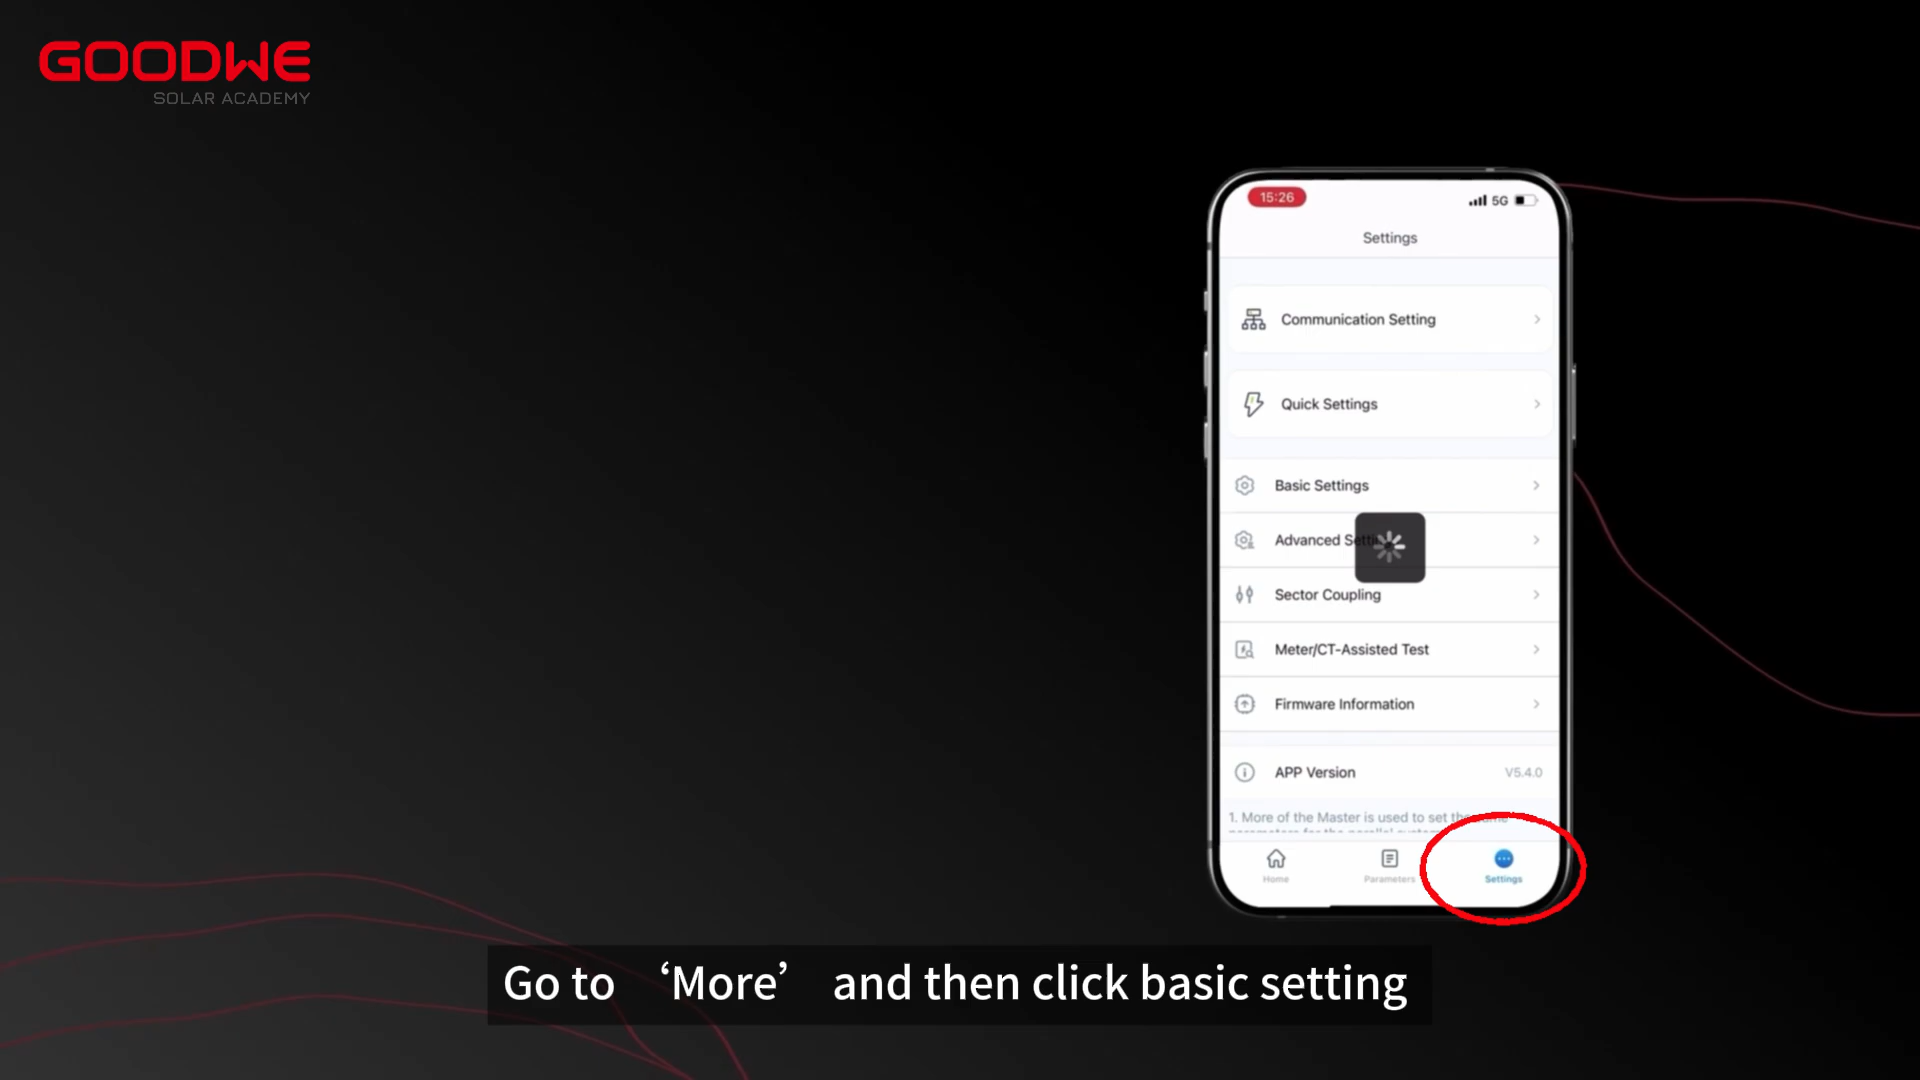 GOODWE
SOLAR ACADEMY
15:26
5G
Settings
Communication Setting
Quick Settings
Basic Settings
Advanced
Sector Coupling
Meter/CT-Assisted Test
Firmware Information
APP Version
V5.4.0
1. More of the Master is used to set the same
Home
Parameters
Settings
Go to ‘More’ and then click basic setting